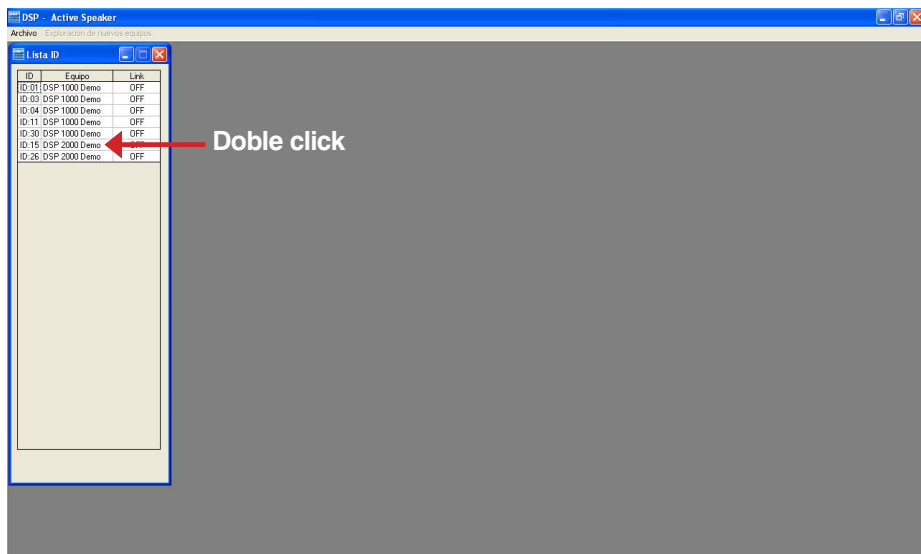 DSP - Active Speaker
Archivo Exploracion de nuevos equipos
Lista ID
ID Equipo Link
ID:01 DSP 1000 Demo OFF
ID:03 DSP 1000 Demo OFF
ID:04 DSP 1000 Demo OFF
ID:11 DSP 1000 Demo OFF
ID:30 DSP 1000 Demo OFF
ID:15 DSP 2000 Demo OFF
ID:26 DSP 2000 Demo OFF
Doble click